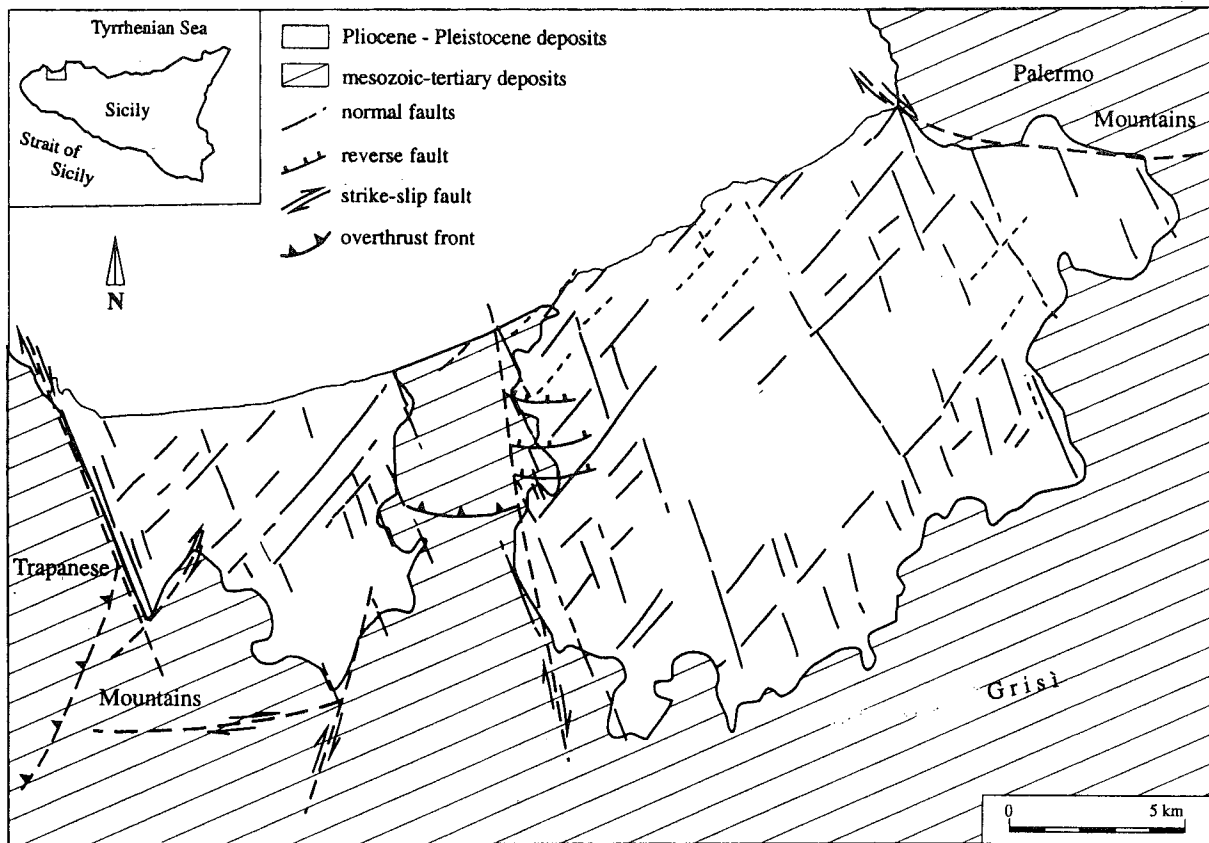 Tyrrhenian Sea
Sicily
Strait of
Sicily
Pliocene - Pleistocene deposits
mesozoic-tertiary deposits
normal faults
reverse fault
strike-slip fault
overthrust front
N
Palermo
Mountains
Trapanese
Mountains
Grisì
0 5 km